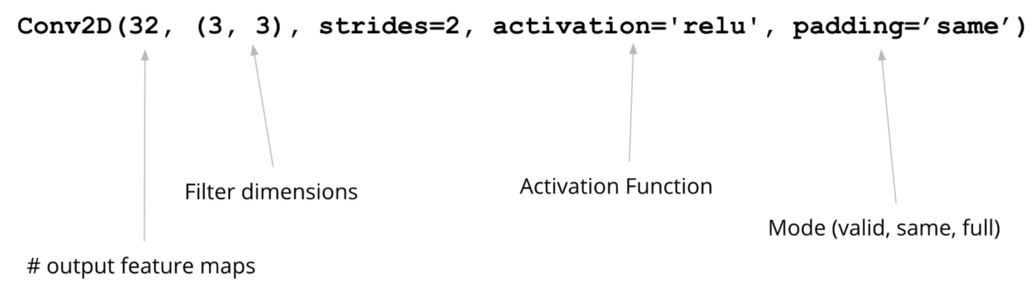 Conv2D(32, (3, 3), strides=2, activation='relu', padding=’same’)
Filter dimensions
Activation Function
Mode (valid, same, full)
# output feature maps